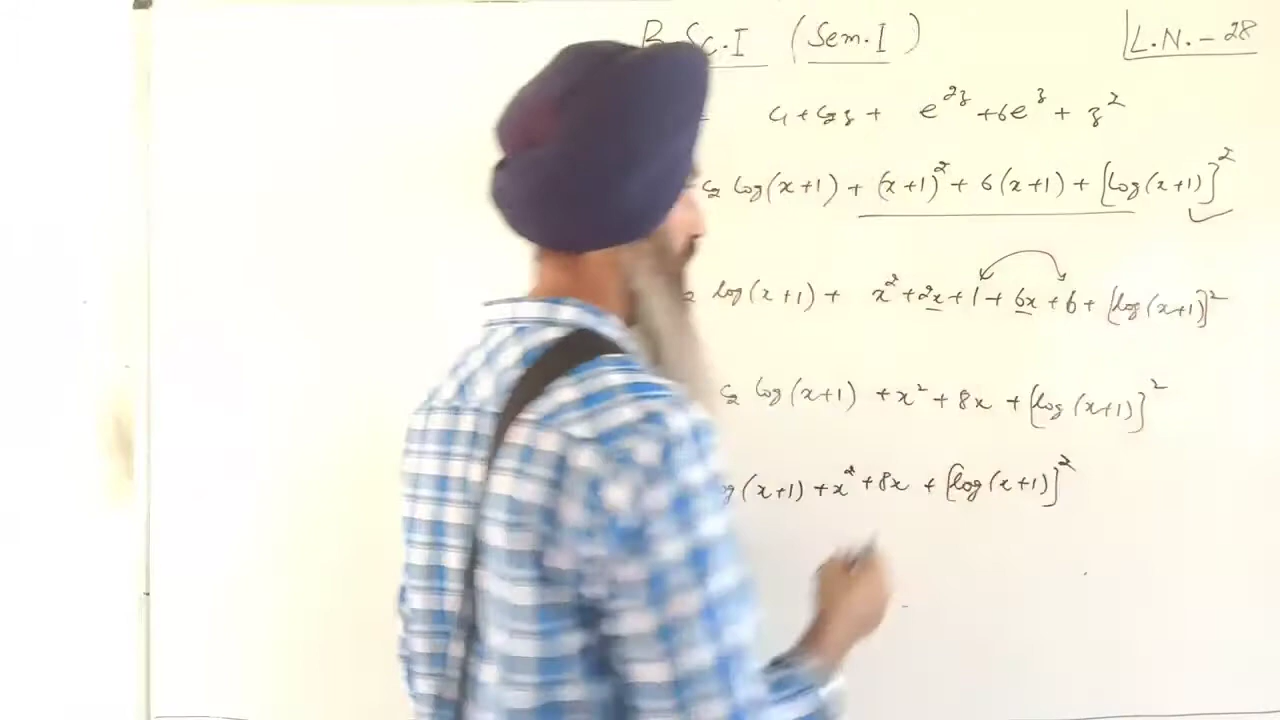 B.Sc.I (Sem.I) L.N.-28
c₁ + c₂z + e^{2z} + 6e^{z} + z²
c₂ log(x+1) + (x+1)² + 6(x+1) + [log(x+1)]²
log(x+1) + x² + 2x + 1 + 6x + 6 + [log(x+1)]²
c₂ log(x+1) + x² + 8x + [log(x+1)]²
(x+1) + x² + 8x + [log(x+1)]²